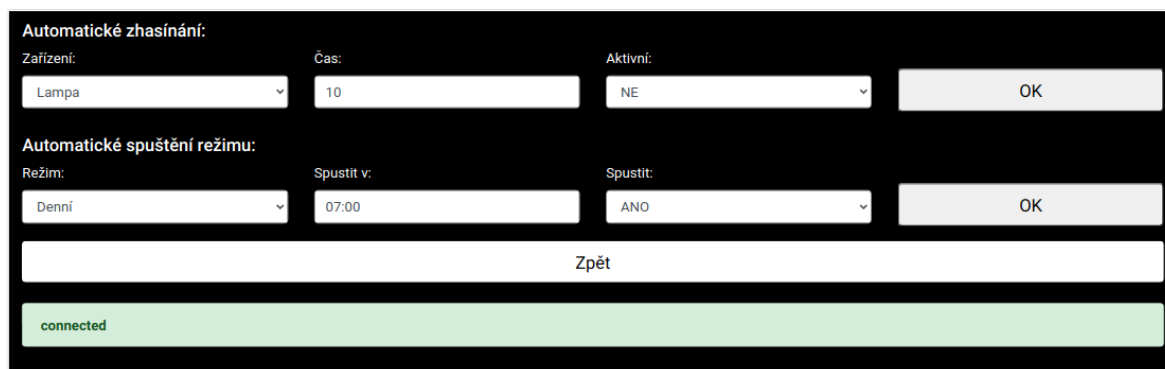 Automatické zhasínání:
Zařízení: Čas: Aktivní:
Lampa 10 NE OK
Automatické spuštění režimu:
Režim: Spustit v: Spustit:
Denní 07:00 ANO OK
Zpět
connected